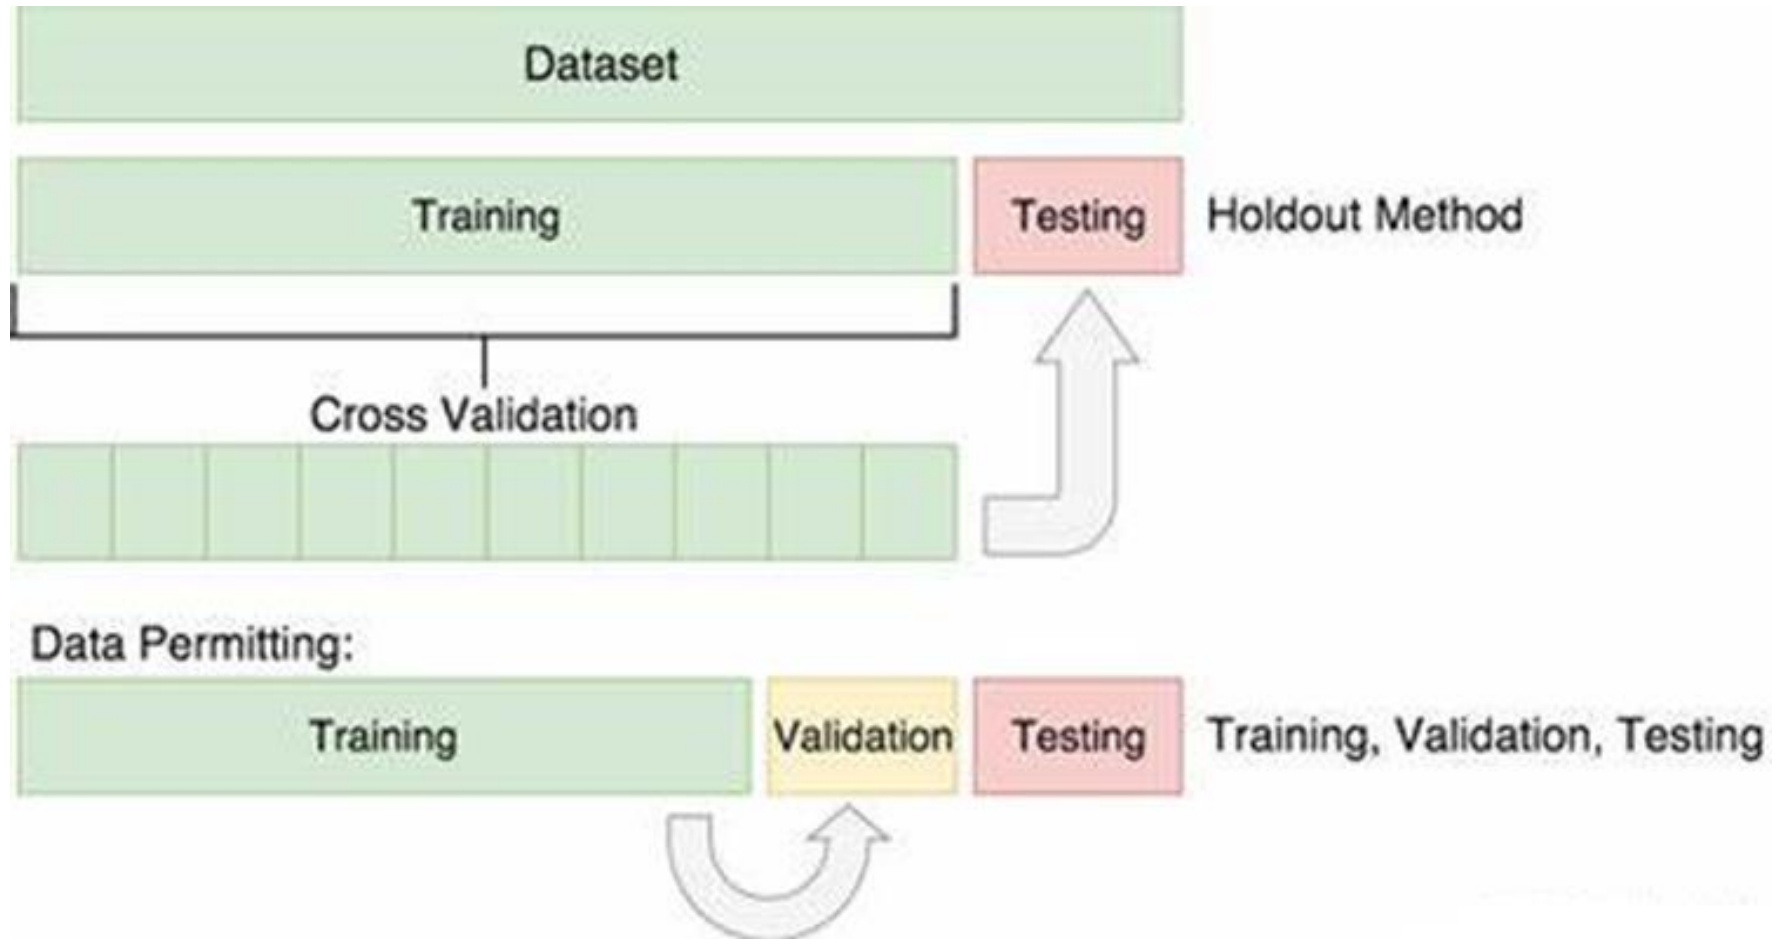 Dataset
Training Testing Holdout Method
Cross Validation
Data Permitting:
Training Validation Testing Training, Validation, Testing